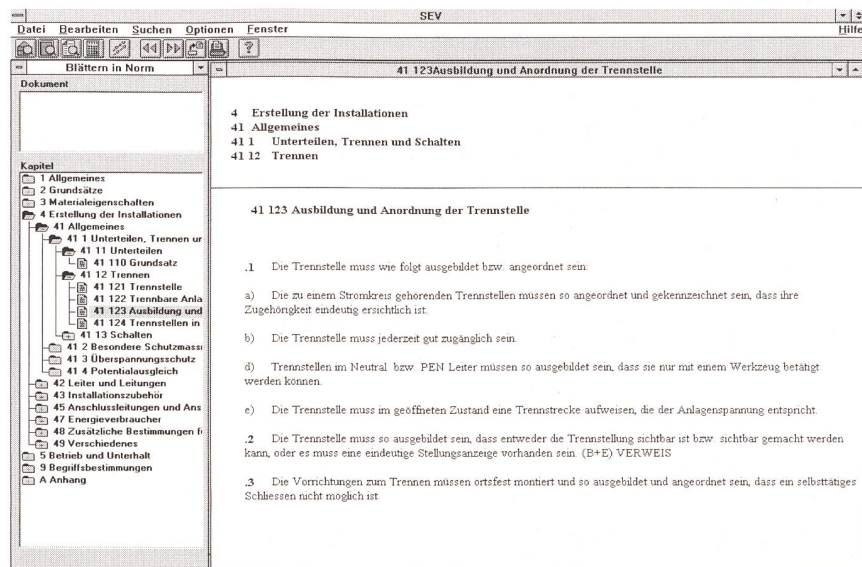 SEV
Datei Bearbeiten Suchen Optionen Fenster Hilfe
?
Blättern in Norm
Dokument
Kapitel
1 Allgemeines
2 Grundsätze
3 Materialeigenschaften
4 Erstellung der Installationen
41 Allgemeines
41 1 Unterteilen, Trennen ur
41 11 Unterteilen
41 110 Grundsatz
41 12 Trennen
41 121 Trennstelle
41 122 Trennbare Anla
41 123 Ausbildung und
41 124 Trennstellen in
41 13 Schalten
41 2 Besondere Schutzmass
41 3 Überspannungsschutz
41 4 Potentialausgleich
42 Leiter und Leitungen
43 Installationszubehör
45 Anschlussleitungen und Ans
47 Energieverbraucher
48 Zusätzliche Bestimmungen f
49 Verschiedenes
5 Betrieb und Unterhalt
9 Begriffsbestimmungen
A Anhang
41 123Ausbildung und Anordnung der Trennstelle
4 Erstellung der Installationen
41 Allgemeines
41 1 Unterteilen, Trennen und Schalten
41 12 Trennen
41 123 Ausbildung und Anordnung der Trennstelle
.1 Die Trennstelle muss wie folgt ausgebildet bzw. angeordnet sein:
a) Die zu einem Stromkreis gehörenden Trennstellen müssen so angeordnet und gekennzeichnet sein, dass ihre
Zugehörigkeit eindeutig ersichtlich ist.
b) Die Trennstelle muss jederzeit gut zugänglich sein.
d) Trennstellen im Neutral bzw. PEN Leiter müssen so ausgebildet sein, dass sie nur mit einem Werkzeug betätigt
werden können.
e) Die Trennstelle muss im geöffneten Zustand eine Trennstrecke aufweisen, die der Anlagenspannung entspricht.
.2 Die Trennstelle muss so ausgebildet sein, dass entweder die Trennstellung sichtbar ist bzw. sichtbar gemacht werden
kann, oder es muss eine eindeutige Stellungsanzeige vorhanden sein. (B+E) VERWEIS
.3 Die Vorrichtungen zum Trennen müssen ortsfest montiert und so ausgebildet und angeordnet sein, dass ein selbsttätiges
Schliessen nicht möglich ist.